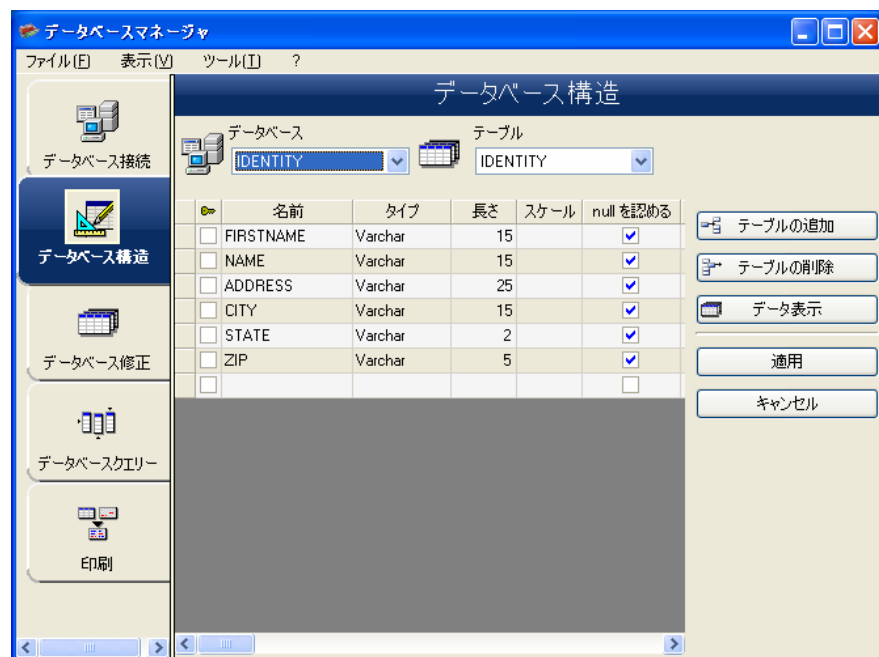 データベースマネージャ
ファイル(F) 表示(V) ツール(T) ?
データベース接続
データベース構造
データベース修正
データベースクエリー
印刷
データベース構造
データベース テーブル
IDENTITY IDENTITY
名前 タイプ 長さ スケール null を認める
FIRSTNAME Varchar 15
NAME Varchar 15
ADDRESS Varchar 25
CITY Varchar 15
STATE Varchar 2
ZIP Varchar 5
テーブルの追加
テーブルの削除
データ表示
適用
キャンセル